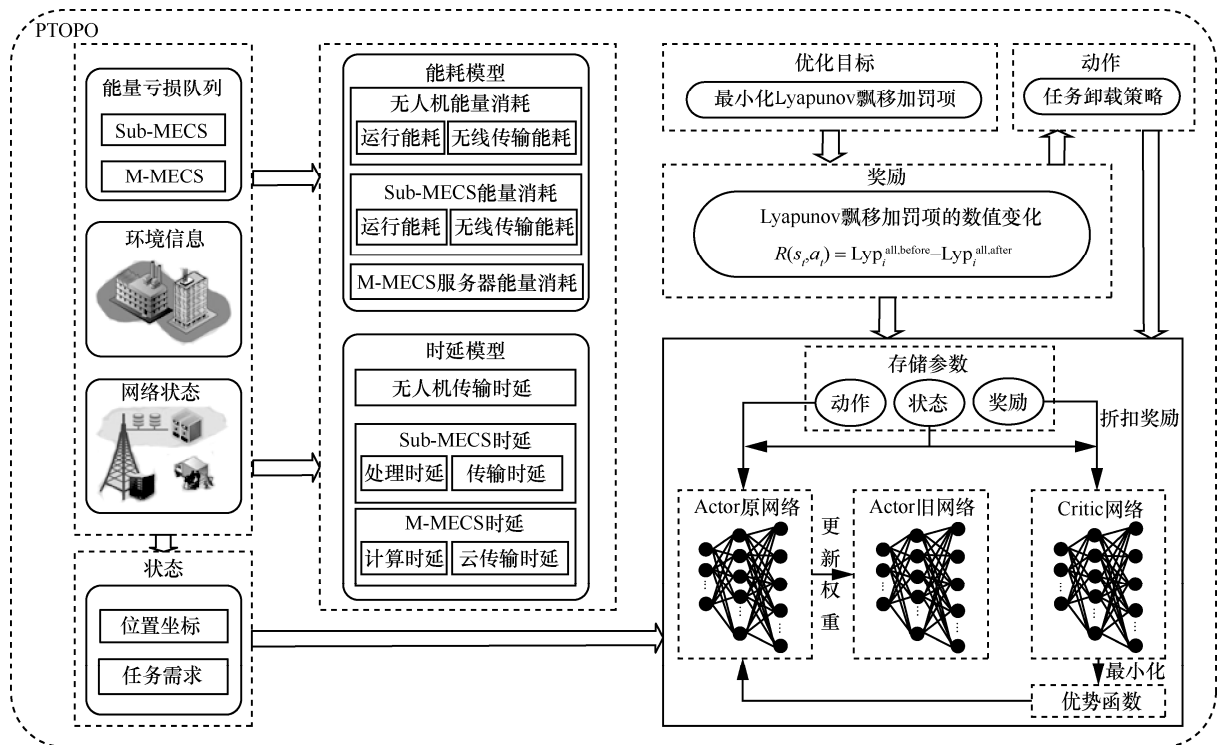 PTOPO
能量亏损队列
Sub-MECS
M-MECS
环境信息
网络状态
状态
位置坐标
任务需求
能耗模型
无人机能量消耗
运行能耗
无线传输能耗
Sub-MECS能量消耗
运行能耗
无线传输能耗
M-MECS服务器能量消耗
时延模型
无人机传输时延
Sub-MECS时延
处理时延
传输时延
M-MECS时延
计算时延
云传输时延
优化目标
最小化Lyapunov飘移加罚项
动作
任务卸载策略
奖励
Lyapunov飘移加罚项的数值变化
R(s_t,a_t)=Lyp_i^{all,before}–Lyp_i^{all,after}
存储参数
动作
状态
奖励
折扣奖励
Actor原网络
更新权重
Actor旧网络
Critic网络
最小化
优势函数